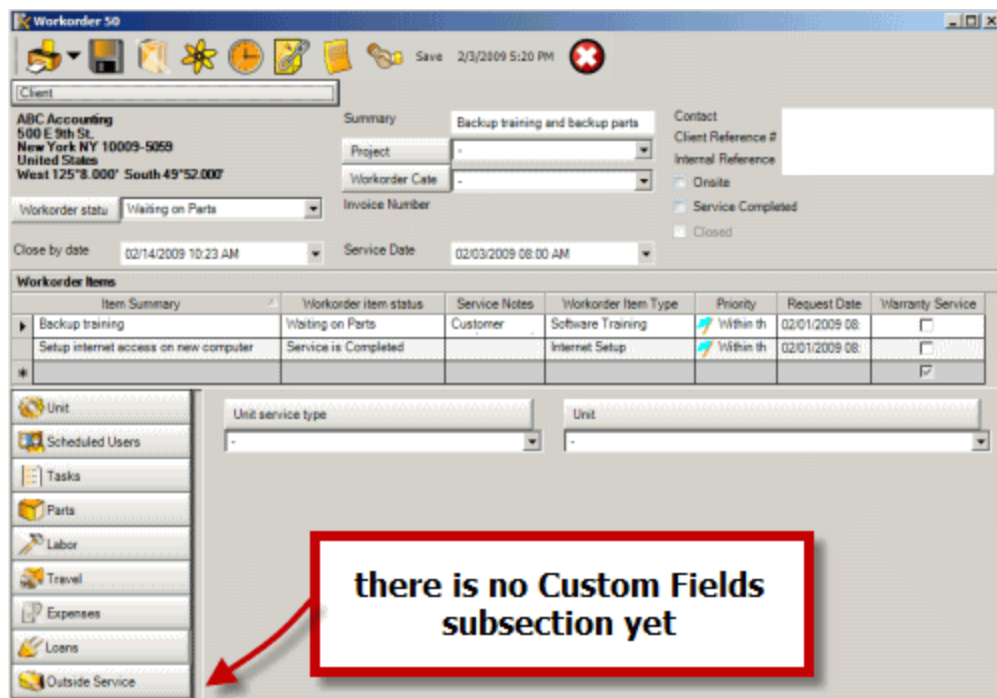 Workorder 50
Save 2/3/2009 5:20 PM
Client
ABC Accounting
500 E 9th St.
New York NY 10009-5059
United States
West 125°8.000' South 49°52.000'
Summary
Backup training and backup parts
Contact
Client Reference #
Internal Reference
Project
-
Workorder Cate
-
Onsite
Workorder statu
Waiting on Parts
Invoice Number
Service Completed
Closed
Close by date
02/14/2009 10:23 AM
Service Date
02/03/2009 08:00 AM
Workorder Items
Item Summary Workorder item status Service Notes Workorder Item Type Priority Request Date Warranty Service
Backup training Waiting on Parts Customer Software Training Within th 02/01/2009 08:
Setup internet access on new computer Service is Completed Internet Setup Within th 02/01/2009 08:
Unit
Scheduled Users
Tasks
Parts
Labor
Travel
Expenses
Loans
Outside Service
Unit service type
-
Unit
-
there is no Custom Fields
subsection yet